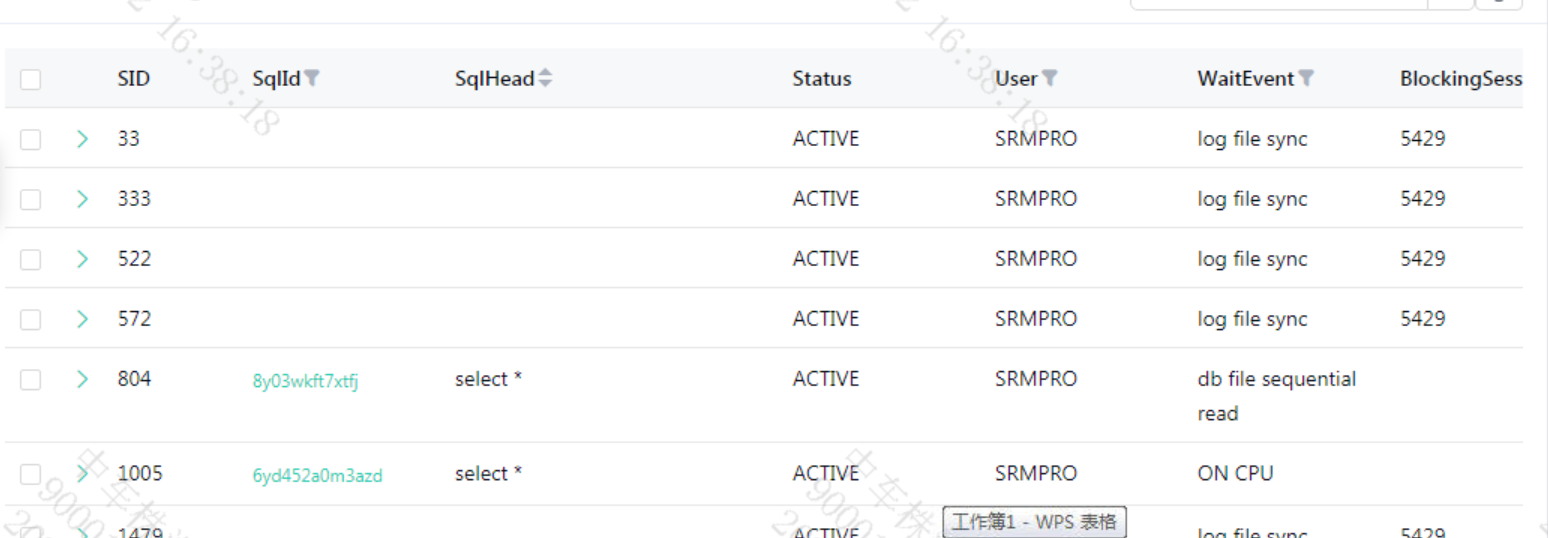 SID SqlId SqlHead Status User WaitEvent BlockingSess
33 ACTIVE SRMPRO log file sync 5429
333 ACTIVE SRMPRO log file sync 5429
522 ACTIVE SRMPRO log file sync 5429
572 ACTIVE SRMPRO log file sync 5429
804 8y03wkft7xtfj select * ACTIVE SRMPRO db file sequential
read
1005 6yd452a0m3azd select * ACTIVE SRMPRO ON CPU
1479 ACTIVE log file sync 5429
工作簿1 - WPS 表格
16:38:18
16:38:18
中车株
中车株
9000
9000